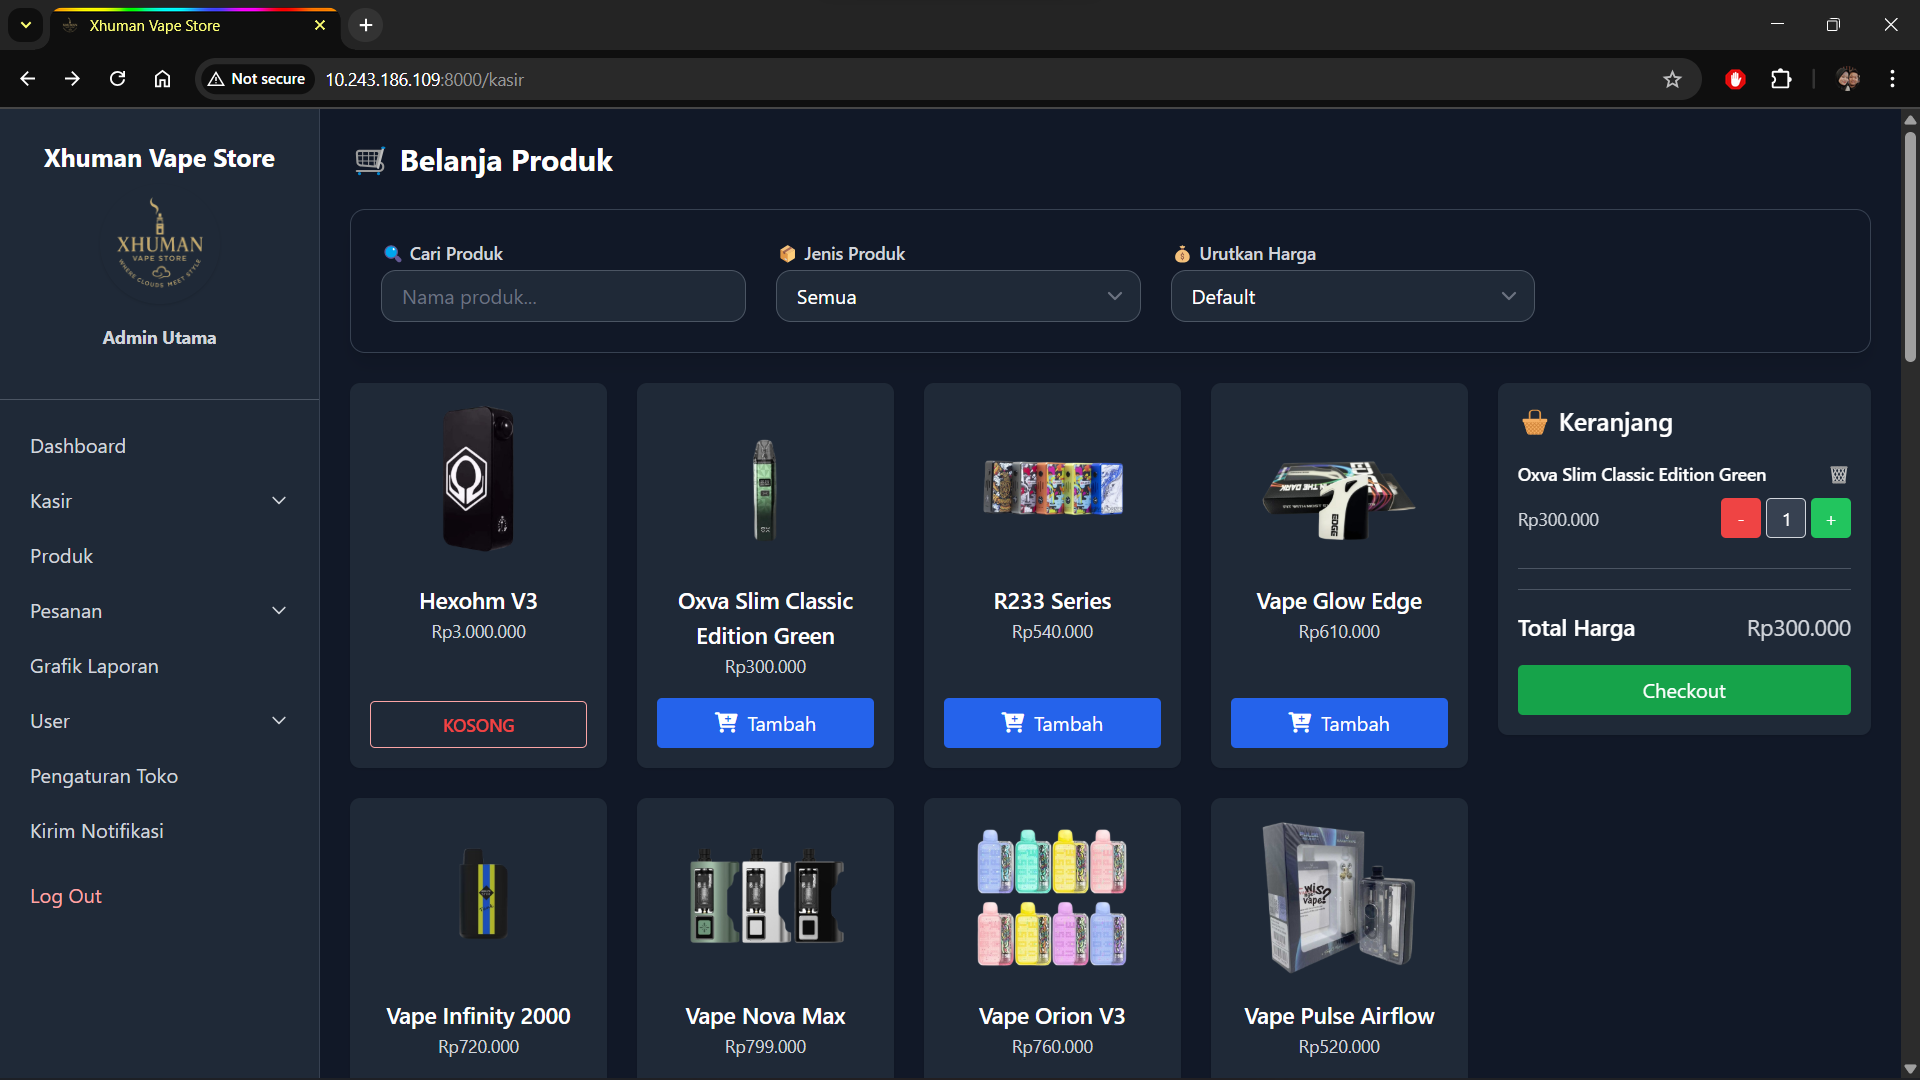 Xhuman Vape Store
Not secure
10.243.186.109:8000/kasir
Xhuman Vape Store
XHUMAN
VAPE STORE
WHERE CLOUDS MEET STYLE
Admin Utama
Dashboard
Kasir
Produk
Pesanan
Grafik Laporan
User
Pengaturan Toko
Kirim Notifikasi
Log Out
Belanja Produk
Cari Produk
Nama produk...
Jenis Produk
Semua
Urutkan Harga
Default
Hexohm V3
Rp3.000.000
KOSONG
Oxva Slim Classic
Edition Green
Rp300.000
Tambah
R233 Series
Rp540.000
Tambah
EDGE
Vape Glow Edge
Rp610.000
Tambah
Keranjang
Oxva Slim Classic Edition Green
Rp300.000
-
1
+
Total Harga
Rp300.000
Checkout
Vape Infinity 2000
Rp720.000
Vape Nova Max
Rp799.000
Vape Orion V3
Rp760.000
Vape Pulse Airflow
Rp520.000